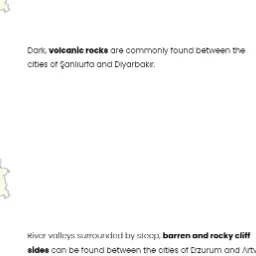 Dark, volcanic rocks are commonly found between the
cities of Şanlıurfa and Diyarbakır.
River valleys surrounded by steep, barren and rocky cliff
sides can be found between the cities of Erzurum and Artv